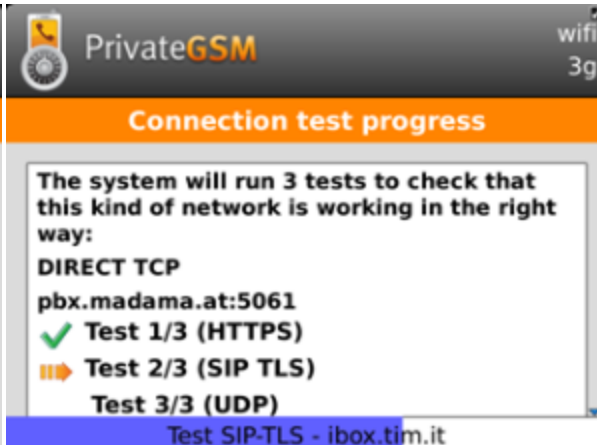 PrivateGSM
wifi
3g
Connection test progress
The system will run 3 tests to check that
this kind of network is working in the right
way:
DIRECT TCP
pbx.madama.at:5061
Test 1/3 (HTTPS)
Test 2/3 (SIP TLS)
Test 3/3 (UDP)
Test SIP-TLS - ibox.tim.it